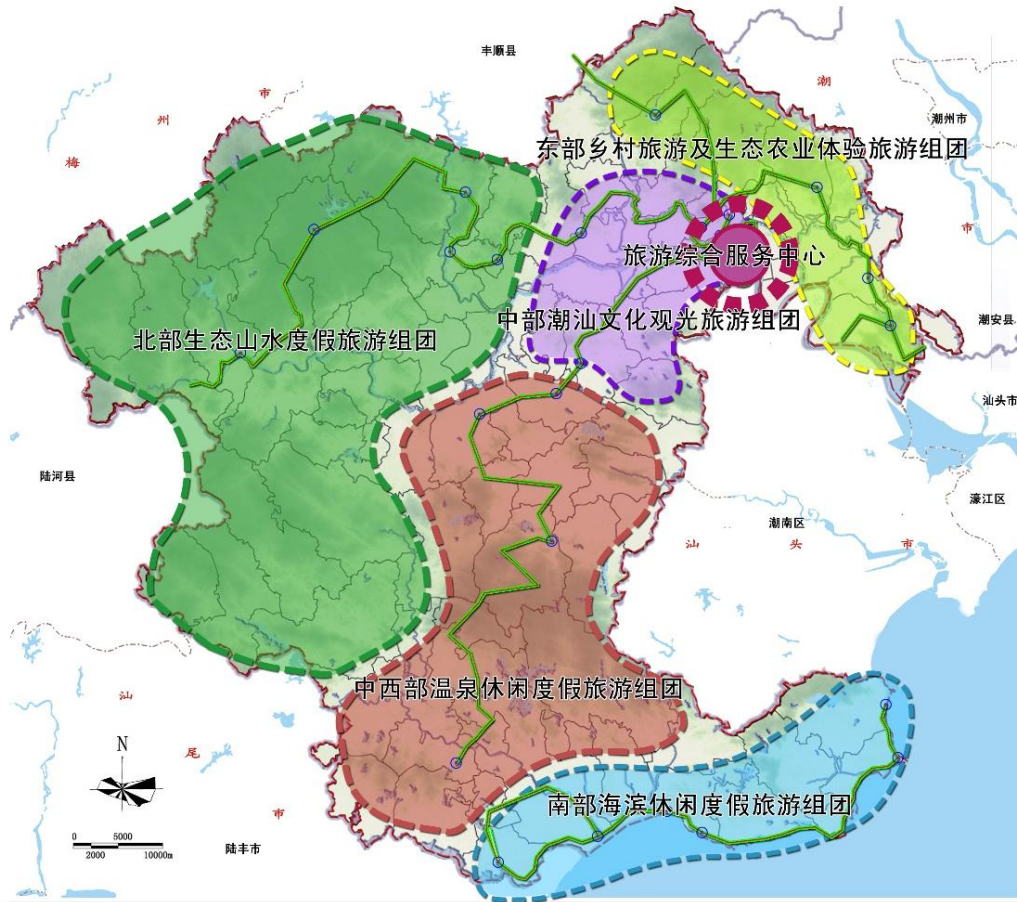 丰顺县
市
州
梅
潮
州
市
潮州市
东部乡村旅游及生态农业体验旅游组团
旅游综合服务中心
中部潮汕文化观光旅游组团
北部生态山水度假旅游组团
潮安县
汕头市
陆河县
濠江区
潮南区
汕 头 市
中西部温泉休闲度假旅游组团
南部海滨休闲度假旅游组团
汕
尾
市
陆丰市
N
0 5000
2000 10000m